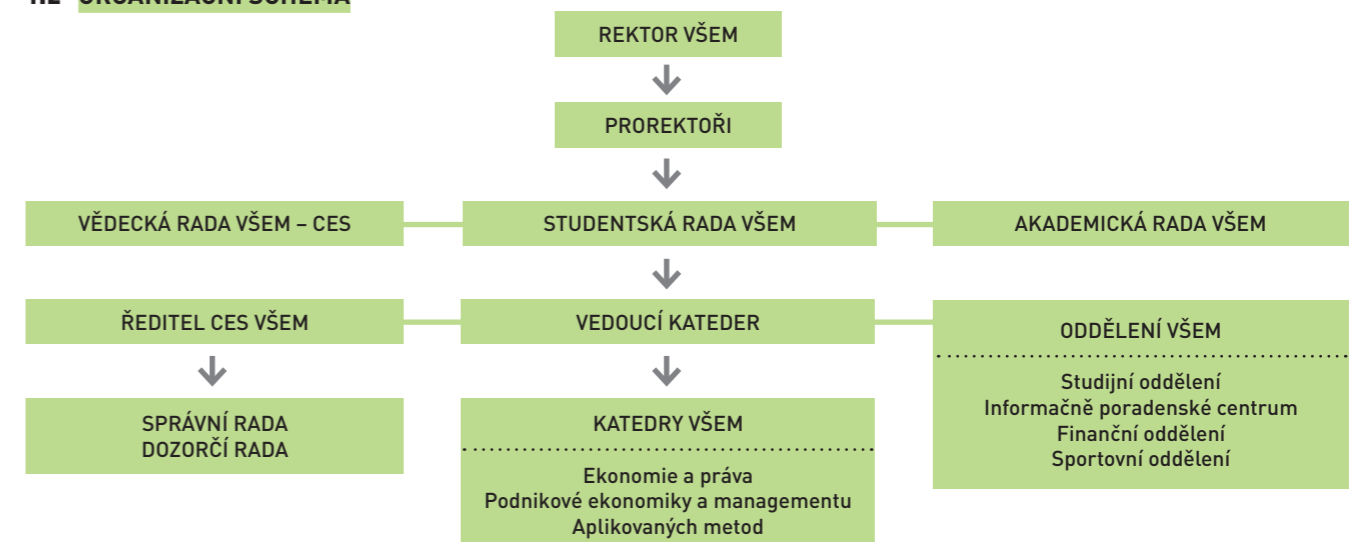 ORGANIZAČNÍ SCHÉMA
REKTOR VŠEM
PROREKTOŘI
VĚDECKÁ RADA VŠEM – CES
STUDENTSKÁ RADA VŠEM
AKADEMICKÁ RADA VŠEM
ŘEDITEL CES VŠEM
VEDOUCÍ KATEDER
ODDĚLENÍ VŠEM
Studijní oddělení
Informačně poradenské centrum
Finanční oddělení
Sportovní oddělení
SPRÁVNÍ RADA
DOZORČÍ RADA
KATEDRY VŠEM
Ekonomie a práva
Podnikové ekonomiky a managementu
Aplikovaných metod